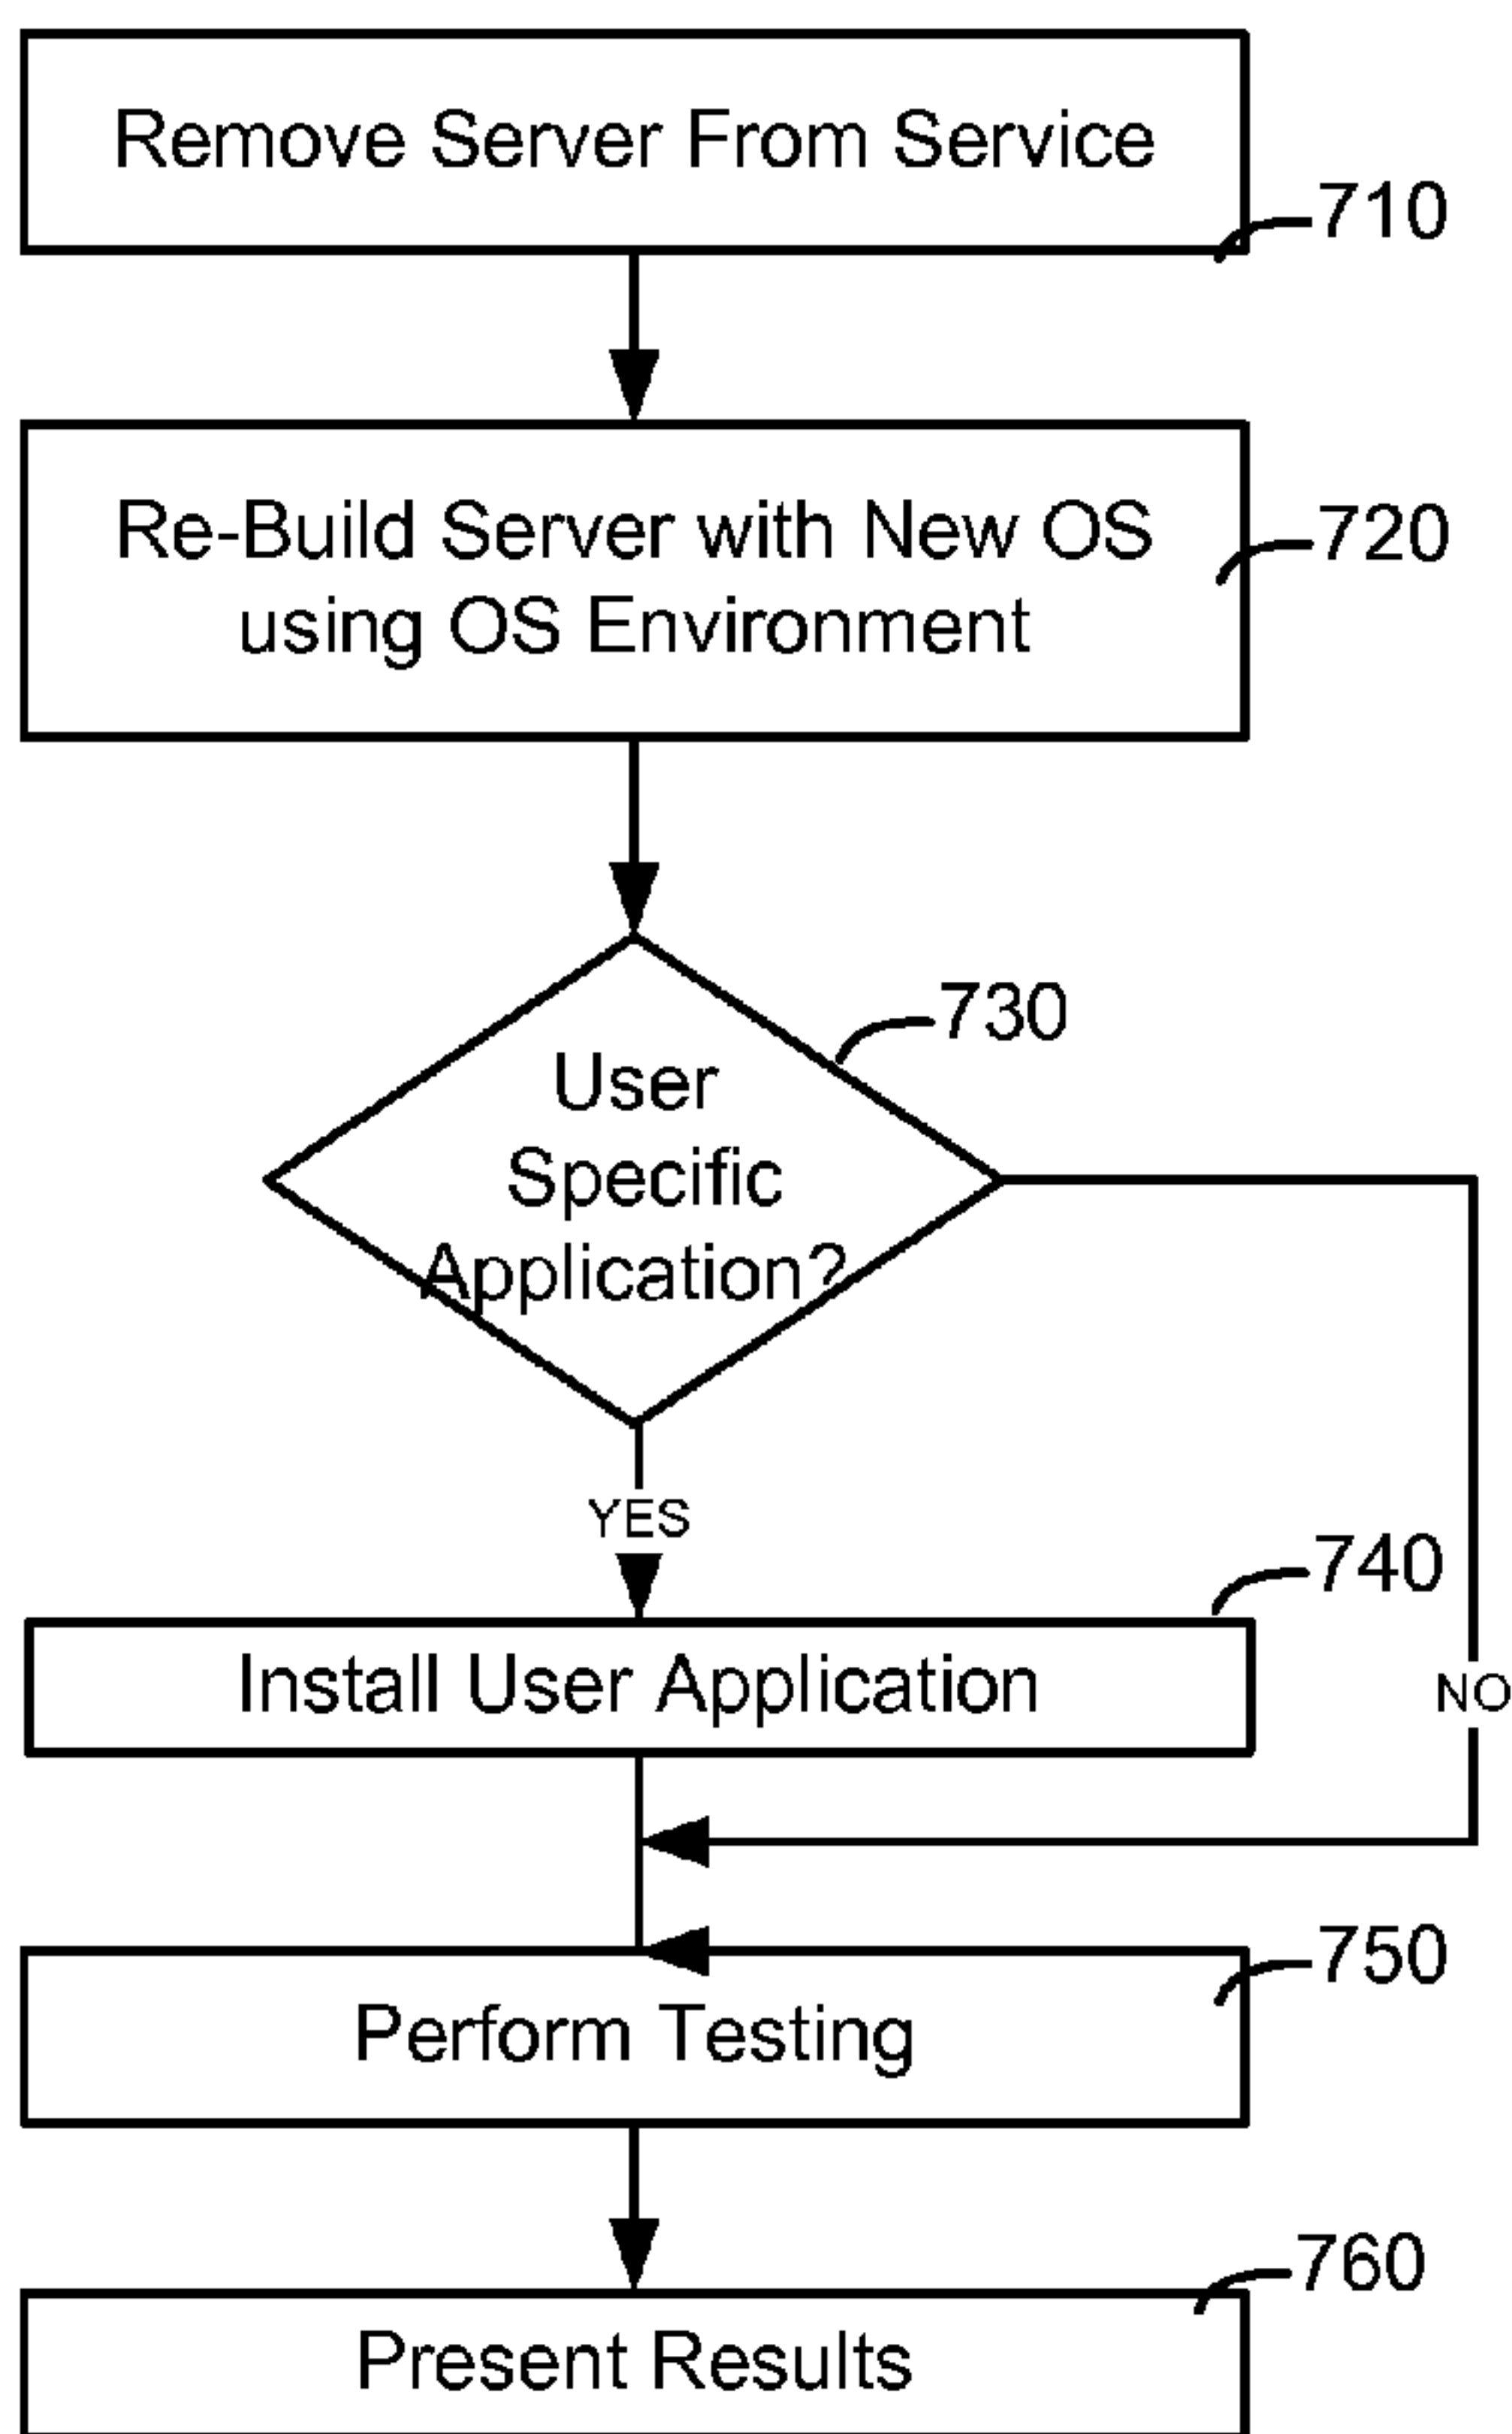 Remove Server From Service
710
Re-Build Server with New OS
using OS Environment
720
730
User
Specific
Application?
YES
740
Install User Application
NO
750
Perform Testing
760
Present Results